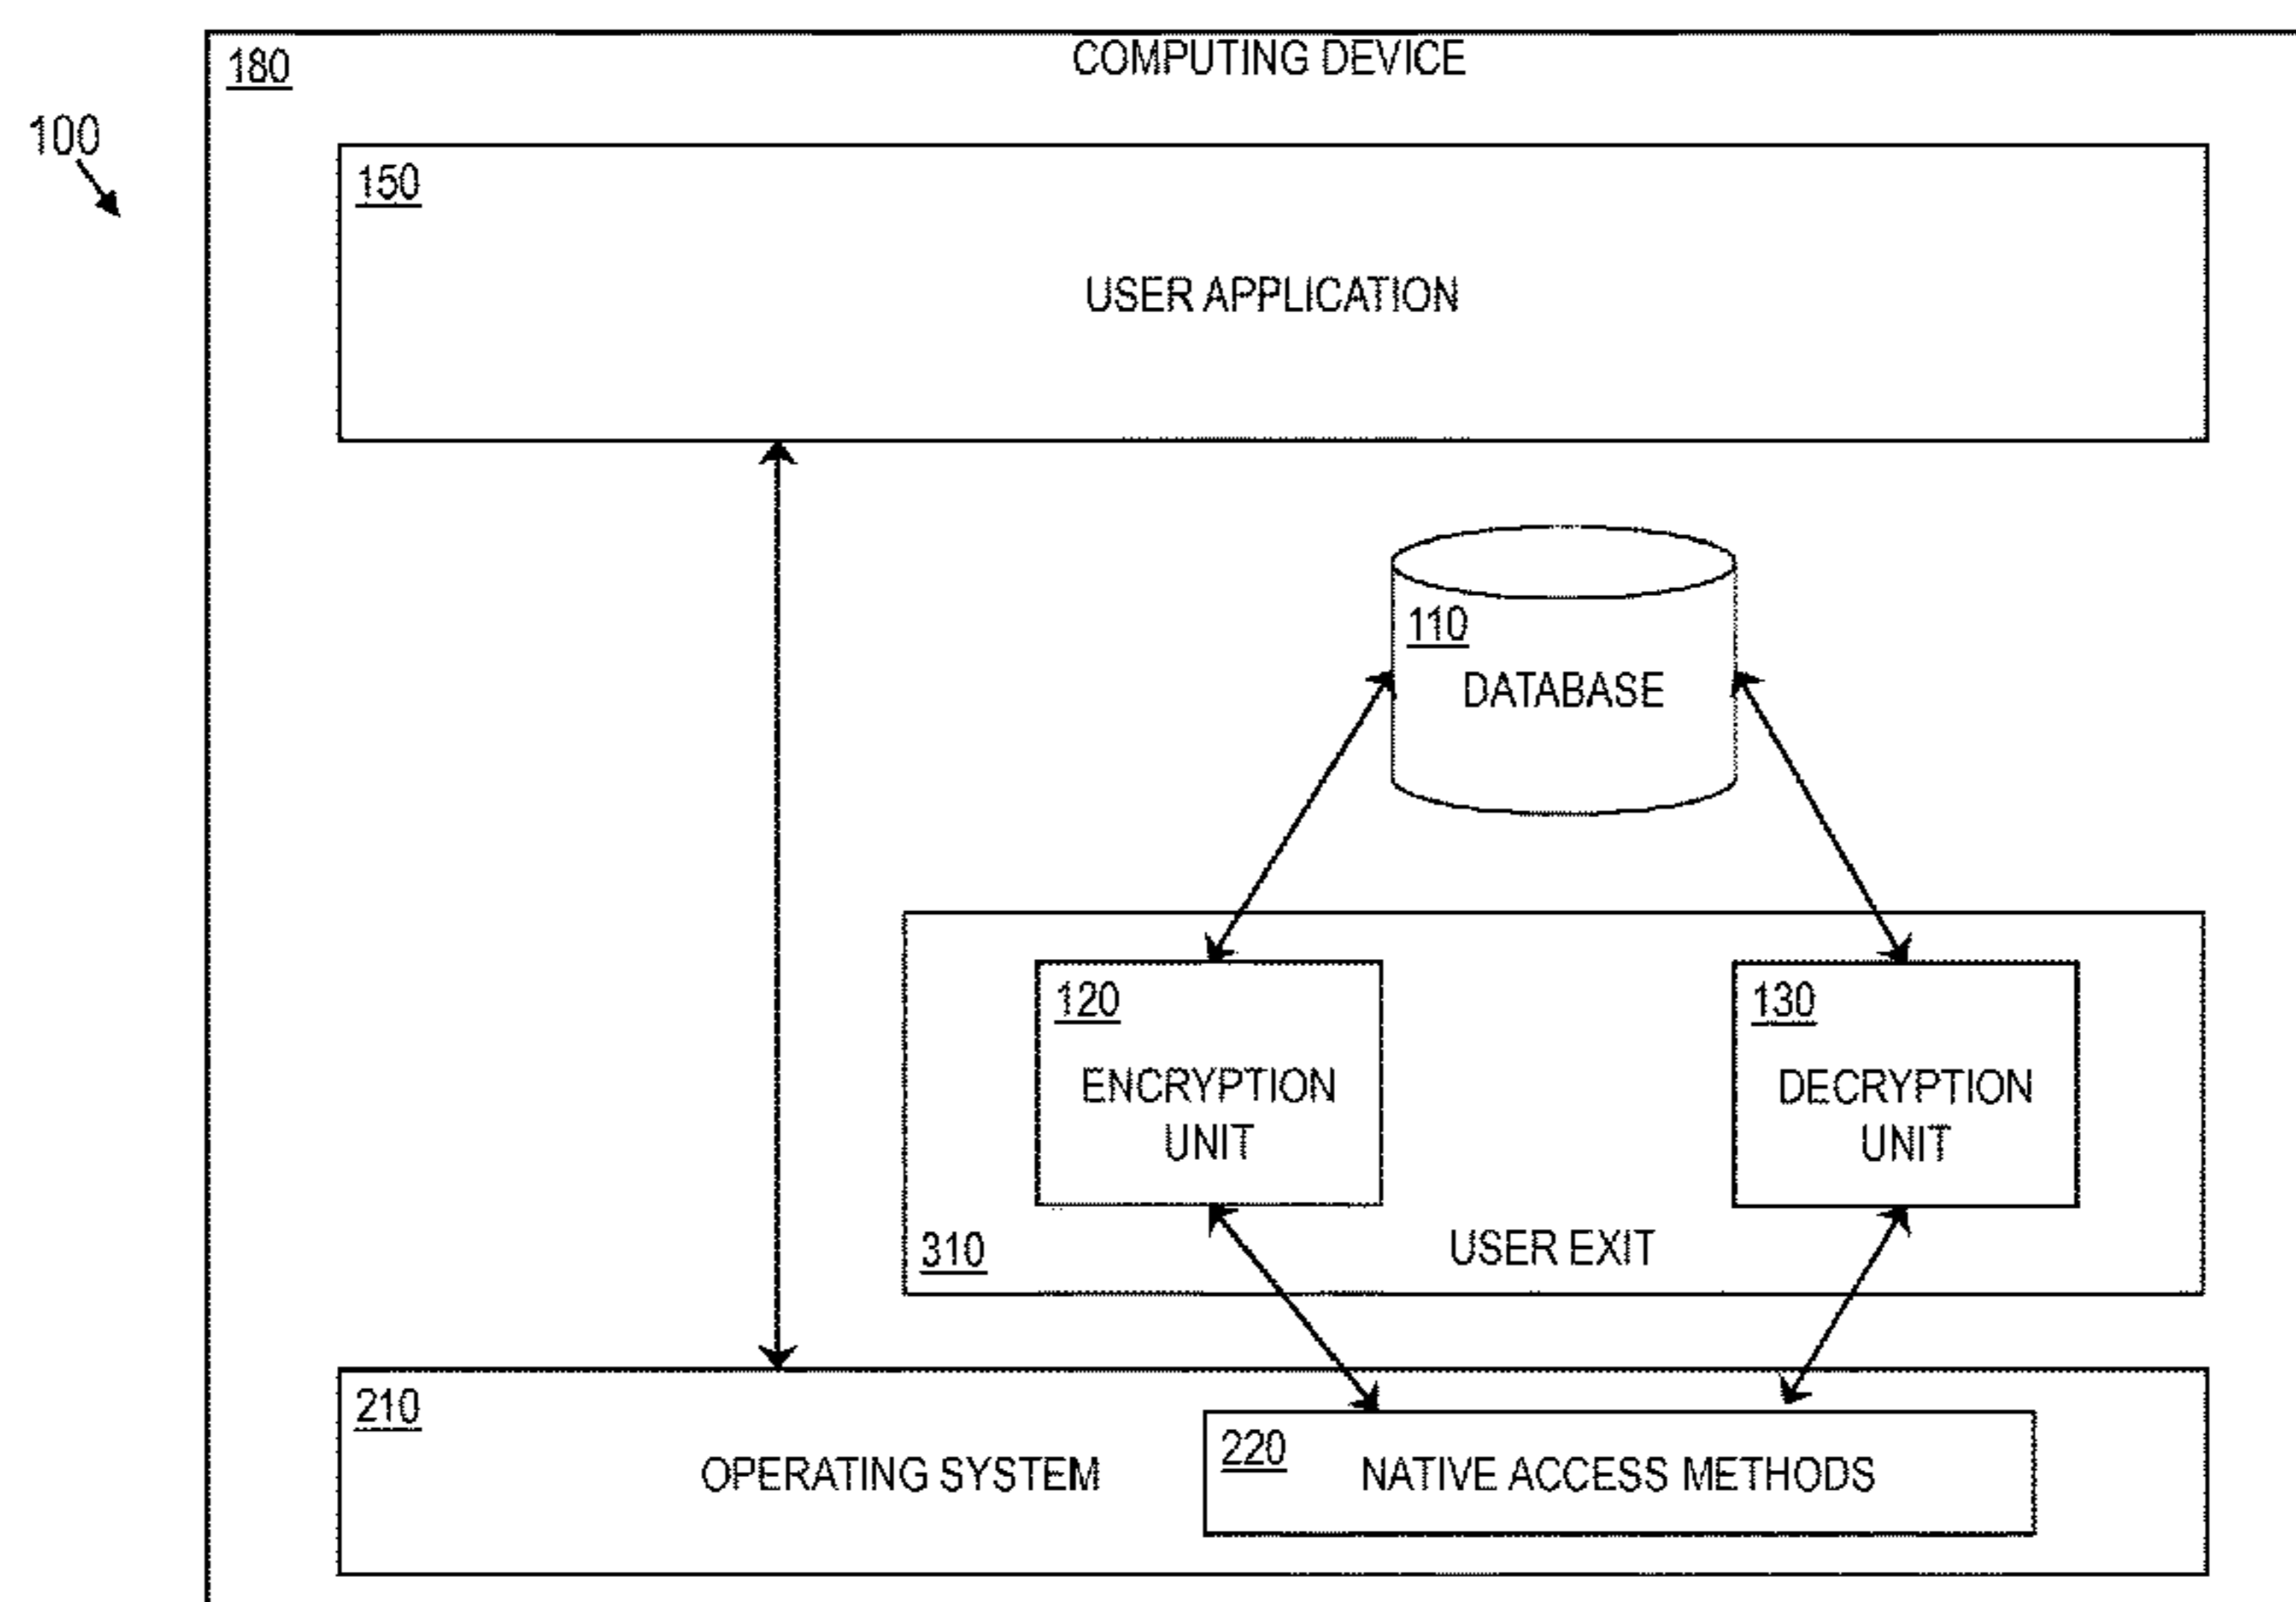 COMPUTING DEVICE
180
100
150
USER APPLICATION
110
DATABASE
120
ENCRYPTION
UNIT
130
DECRYPTION
UNIT
310
USER EXIT
210
OPERATING SYSTEM
220
NATIVE ACCESS METHODS